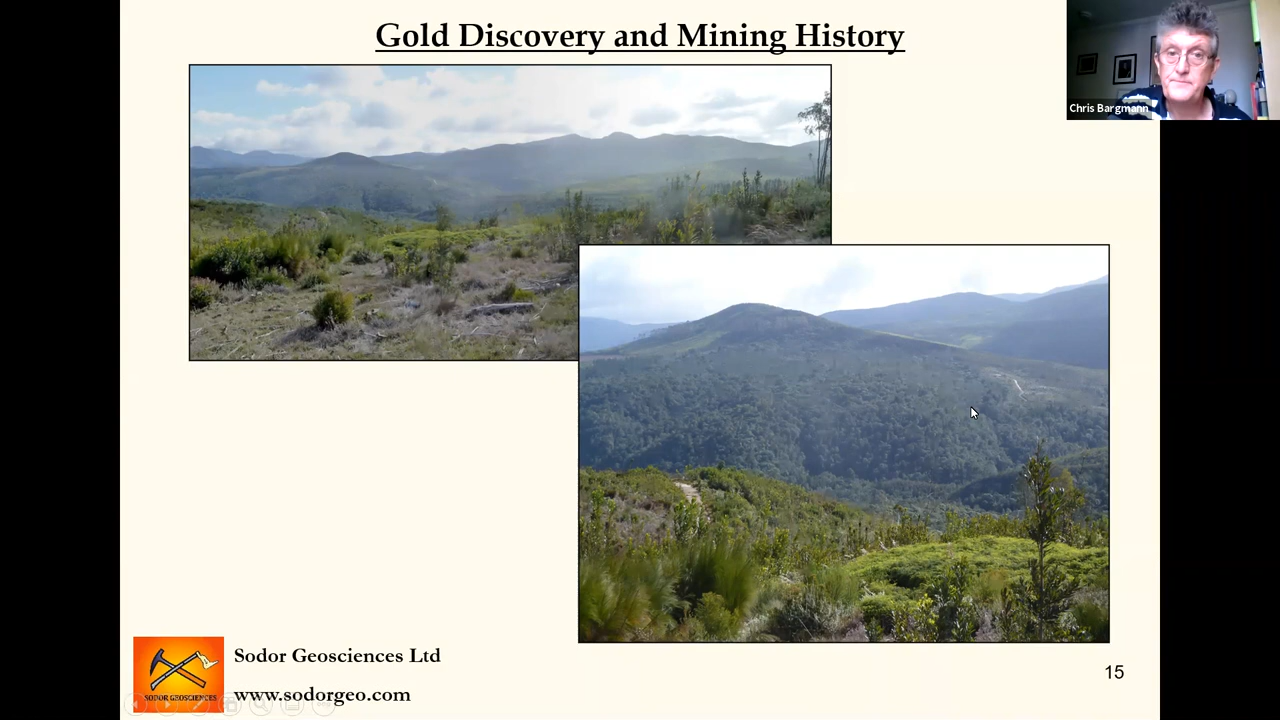 Gold Discovery and Mining History
Chris Bargmann
Sodor Geosciences Ltd
www.sodorgeo.com
SODOR GEOSCIENCES
15